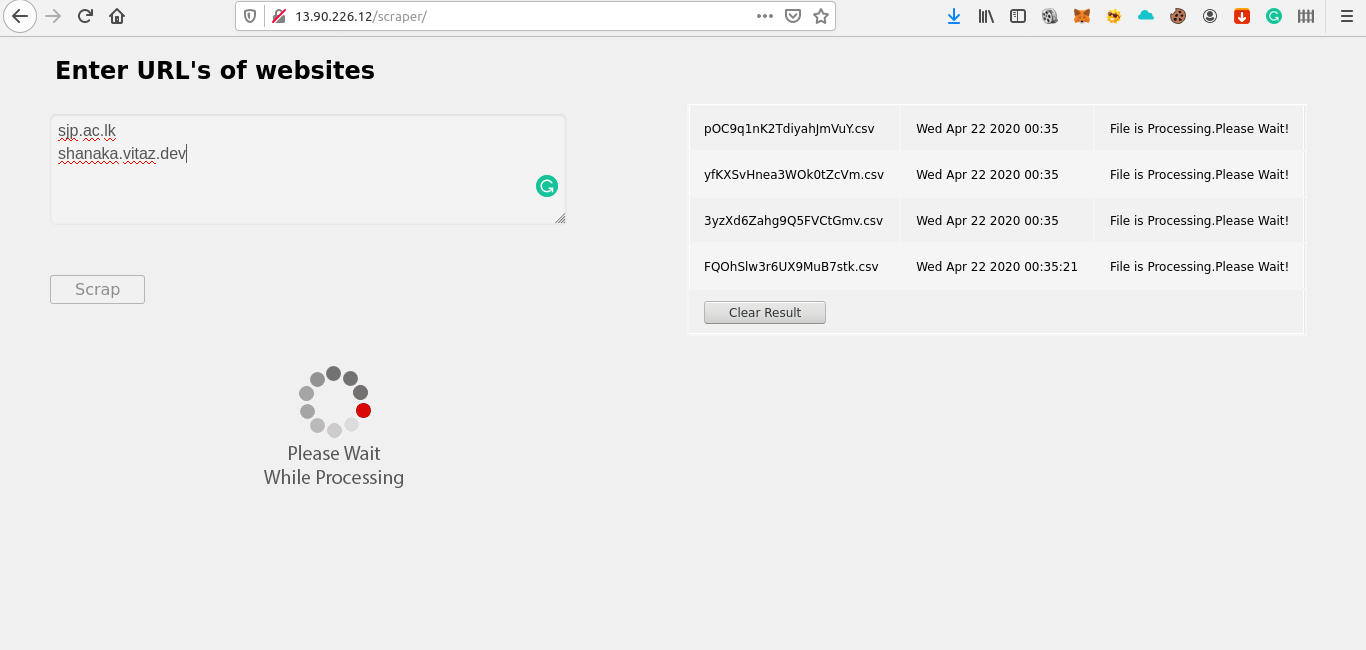 13.90.226.12/scraper/
Enter URL's of websites
sjp.ac.lk
shanaka.vitaz.dev
Scrap
Please Wait
While Processing
pOC9q1nK2TdiyahJmVuY.csv Wed Apr 22 2020 00:35 File is Processing.Please Wait!
yfKXSvHnea3WOk0tZcVm.csv Wed Apr 22 2020 00:35 File is Processing.Please Wait!
3yzXd6Zahg9Q5FVCtGmv.csv Wed Apr 22 2020 00:35 File is Processing.Please Wait!
FQOhSlw3r6UX9MuB7stk.csv Wed Apr 22 2020 00:35:21 File is Processing.Please Wait!
Clear Result